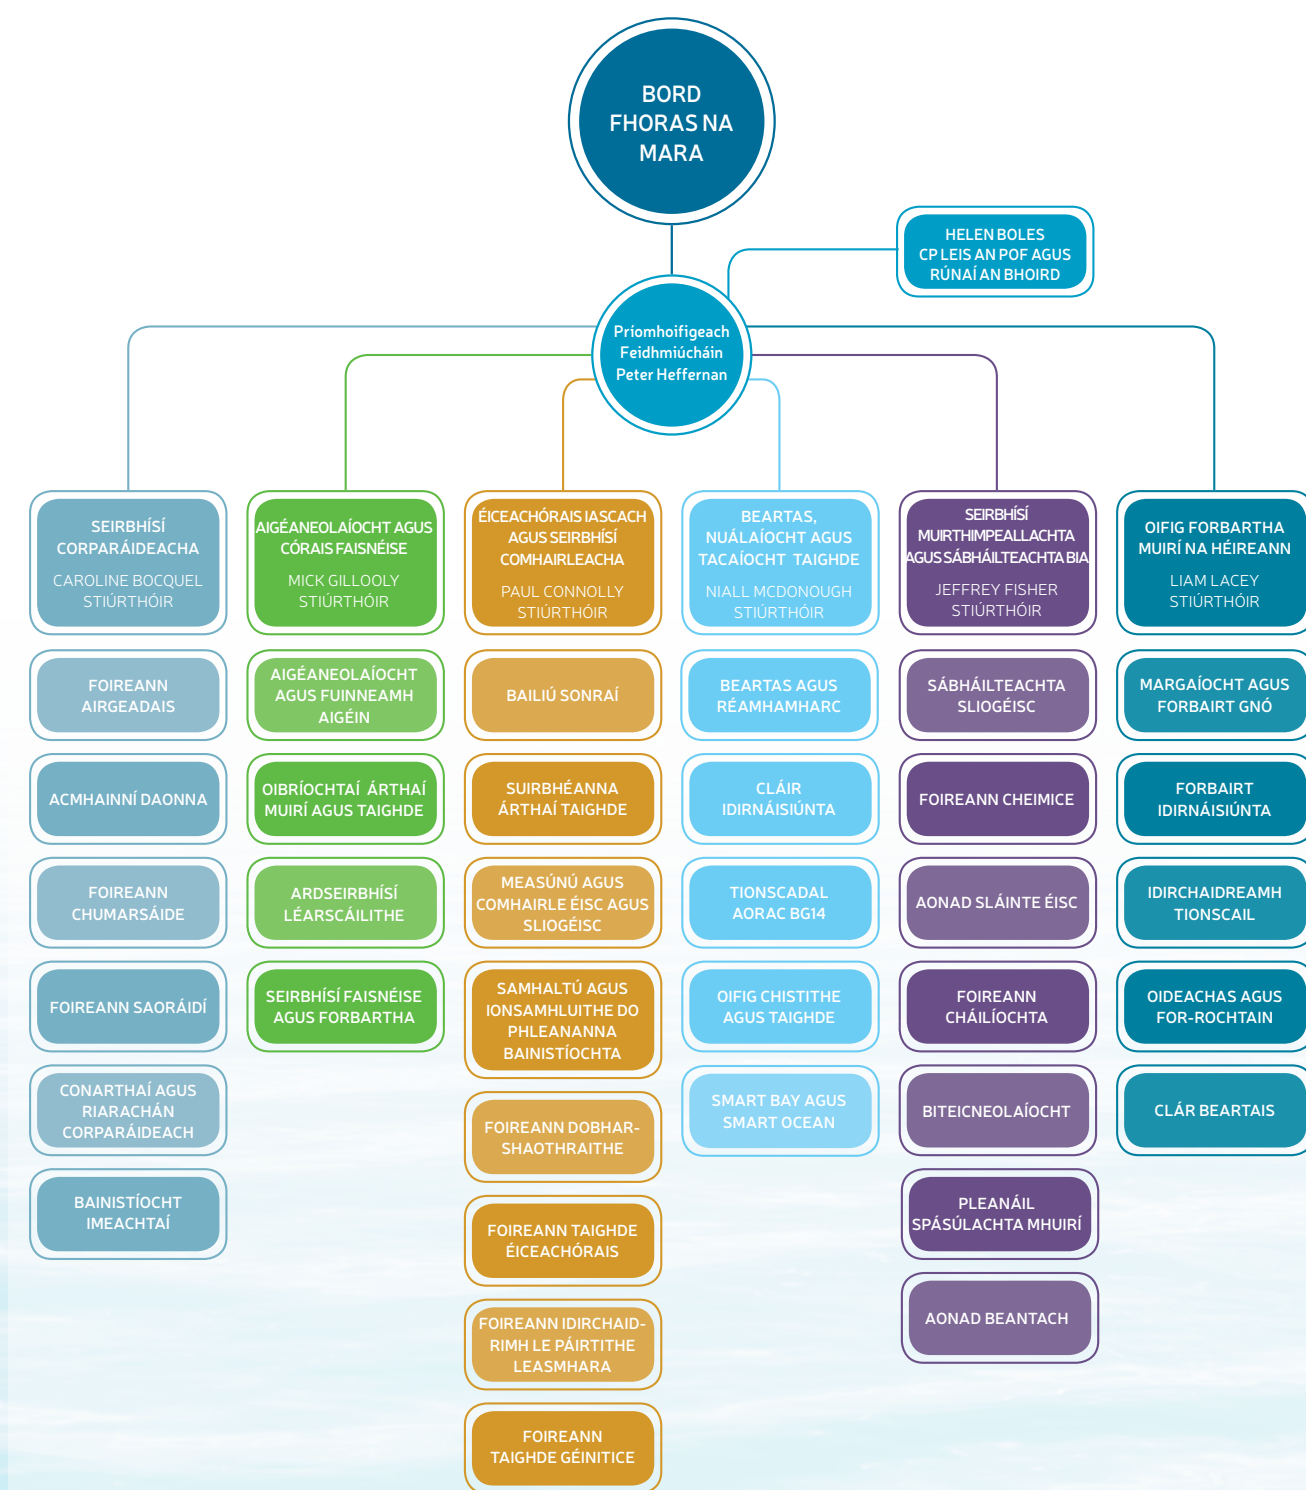 BORD
FHORAS NA
MARA
HELEN BOLES
CP LEIS AN POF AGUS
RÚNAÍ AN BHOIRD
Príomhoifigeach
Feidhmiúcháin
Peter Heffernan
SEIRBHÍSÍ
CORPARÁIDEACHA
CAROLINE BOCQUEL
STIÚRTHÓIR
FOIREANN
AIRGEADAIS
ACMHAINNÍ DAONNA
FOIREANN
CHUMARSÁIDE
FOIREANN SAORÁIDÍ
CONARTHAÍ AGUS
RIARACHÁN
CORPARÁIDEACH
BAINISTÍOCHT
IMEACHTAÍ
AIGÉANEOLAÍOCHT AGUS
CÓRAIS FAISNÉISE
MICK GILLOOLY
STIÚRTHÓIR
AIGÉANEOLAÍOCHT
AGUS FUINNEAMH
AIGÉIN
OIBRÍOCHTAÍ ÁRTHAÍ
MUIRÍ AGUS TAIGHDE
ARDSEIRBHÍSÍ
LÉARSCÁILITHE
SEIRBHÍSÍ FAISNÉISE
AGUS FORBARTHA
ÉICEACHÓRAIS IASCACH
AGUS SEIRBHÍSÍ
COMHAIRLEACHA
PAUL CONNOLLY
STIÚRTHÓIR
BAILIÚ SONRAÍ
SUIRBHÉANNA
ÁRTHAÍ TAIGHDE
MEASÚNÚ AGUS
COMHAIRLE ÉISC AGUS
SLIOGÉISC
SAMHALTÚ AGUS
IONSAMHLUITHE DO
PHLEANANNA
BAINISTÍOCHTA
FOIREANN DOBHAR-
SHAOTHRAITHE
FOIREANN TAIGHDE
ÉICEACHÓRAIS
FOIREANN IDIRCHAID-
RIMH LE PÁIRTITHE
LEASMHARA
FOIREANN
TAIGHDE GÉINITICE
BEARTAS,
NUÁLAÍOCHT AGUS
TACAÍOCHT TAIGHDE
NIALL MCDONOUGH
STIÚRTHÓIR
BEARTAS AGUS
RÉAMHAMHARC
CLÁIR
IDIRNÁISIÚNTA
TIONSCADAL
AORAC BG14
OIFIG CHISTITHE
AGUS TAIGHDE
SMART BAY AGUS
SMART OCEAN
SEIRBHÍSÍ
MUIRTHIMPEALLACHTA
AGUS SÁBHÁILTEACHTA BIA
JEFFREY FISHER
STIÚRTHÓIR
SÁBHÁILTEACHTA
SLIOGÉISC
FOIREANN CHEIMICE
AONAD SLÁINTE ÉISC
FOIREANN
CHÁILÍOCHTA
BITEICNEOLAÍOCHT
PLEANÁIL
SPÁSÚLACHTA MHUIRÍ
AONAD BEANTACH
OIFIG FORBARTHA
MUIRÍ NA HÉIREANN
LIAM LACEY
STIÚRTHÓIR
MARGAÍOCHT AGUS
FORBAIRT GNÓ
FORBAIRT
IDIRNÁISIÚNTA
IDIRCHAIDREAMH
TIONSCAIL
OIDEACHAS AGUS
FOR-ROCHTAIN
CLÁR BEARTAIS